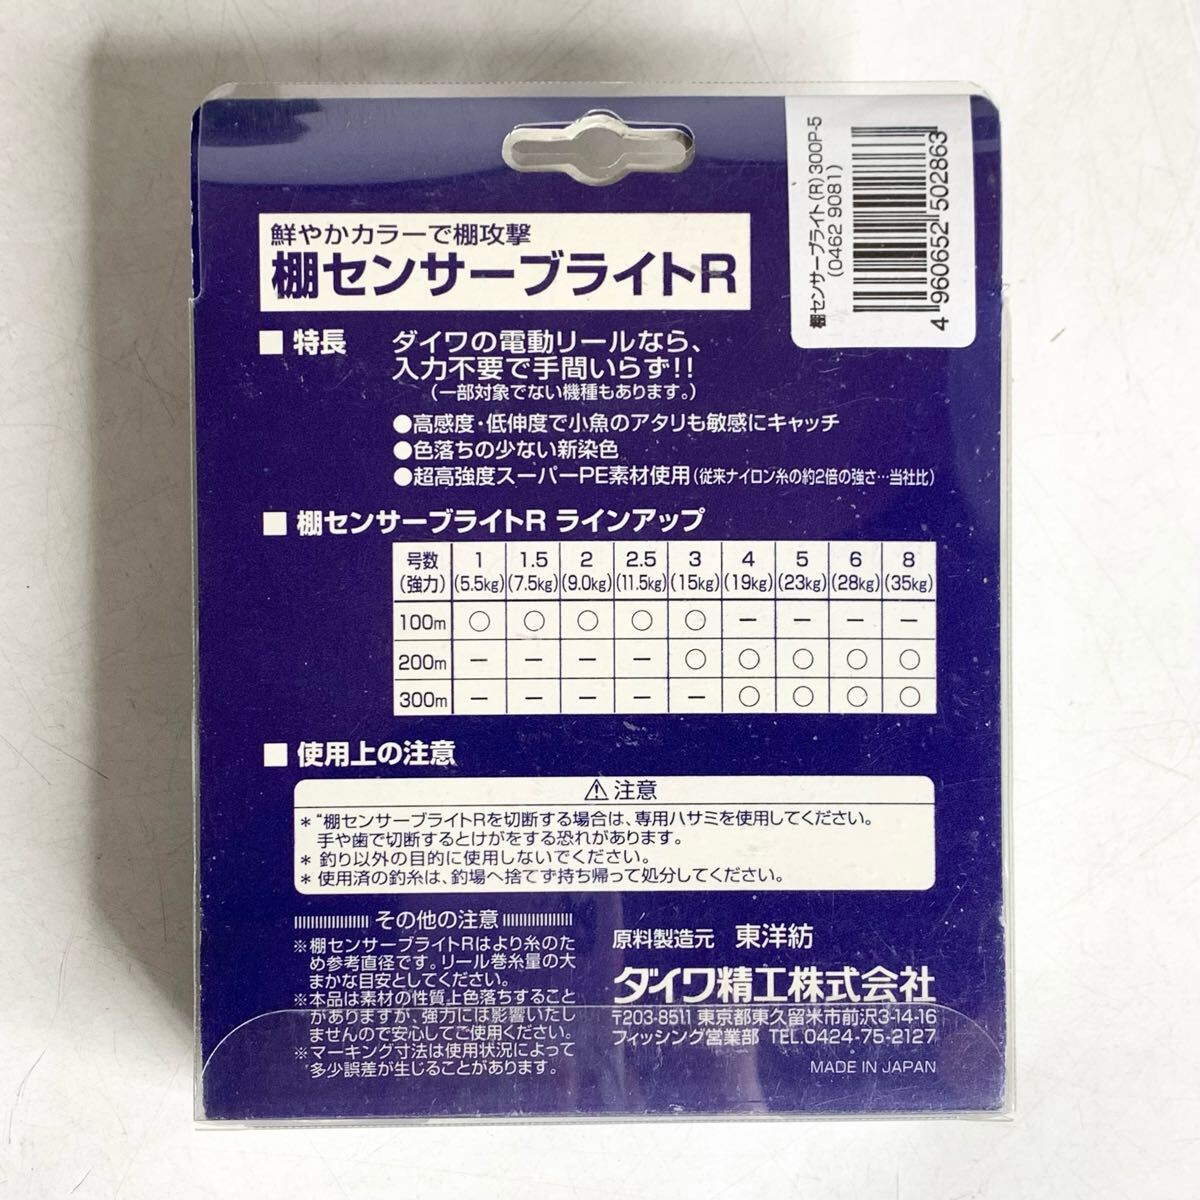 棚センサーブライト(R)300P-5
(0462 9081)
4 960652 502863
鮮やかカラーで棚攻撃
棚センサーブライトR
■ 特長 ダイワの電動リールなら、
入力不要で手間いらず!!
(一部対象でない機種もあります。)
●高感度・低伸度で小魚のアタリも敏感にキャッチ
●色落ちの少ない新染色
●超高強度スーパーPE素材使用(従来ナイロン糸の約2倍の強さ…当社比)
■ 棚センサーブライトR ラインアップ
号数 1 1.5 2 2.5 3 4 5 6 8
(強力) (5.5kg) (7.5kg) (9.0kg) (11.5kg) (15kg) (19kg) (23kg) (28kg) (35kg)
100m ○ ○ ○ ○ ○ − − − −
200m − − − − ○ ○ ○ ○ ○
300m − − − − − ○ ○ ○ ○
■ 使用上の注意
⚠ 注意
* “棚センサーブライトRを切断する場合は、専用ハサミを使用してください。
手や歯で切断するとけがをする恐れがあります。
* 釣り以外の目的に使用しないでください。
* 使用済の釣糸は、釣場へ捨てず持ち帰って処分してください。
その他の注意
※棚センサーブライトRはより糸のた
め参考直径です。リール巻糸量の大
まかな目安としてください。
※本品は素材の性質上色落ちすること
がありますが、強力には影響いたし
ませんので安心してご使用ください。
※マーキング寸法は使用状況によって
多少誤差が生じることがあります。
原料製造元 東洋紡
ダイワ精工株式会社
〒203-8511 東京都東久留米市前沢3-14-16
フィッシング営業部 TEL.0424-75-2127
MADE IN JAPAN